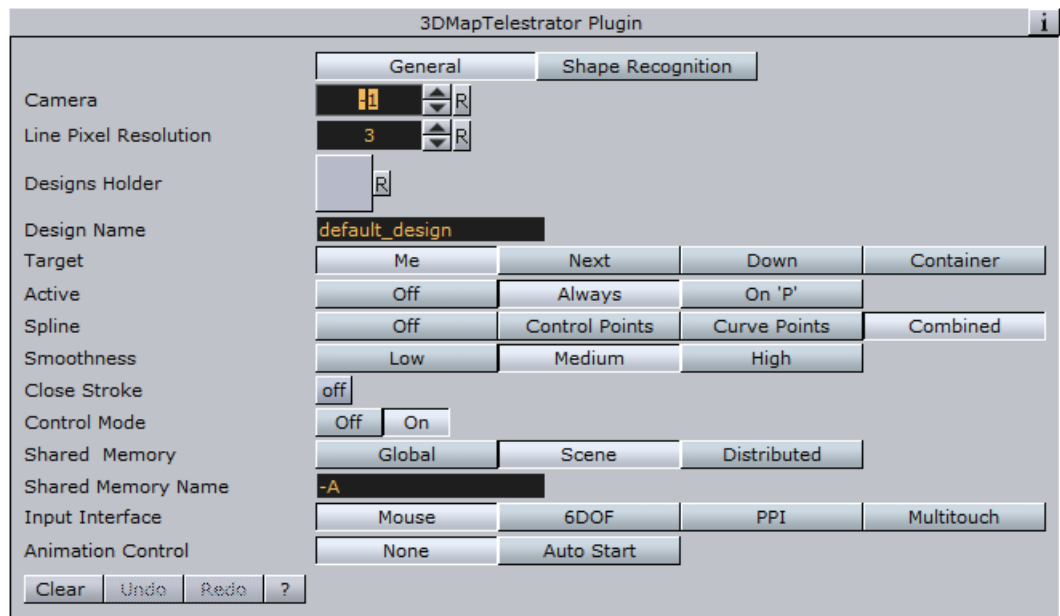 3DMapTelestrator Plugin i
General Shape Recognition
Camera -1 R
Line Pixel Resolution 3 R
Designs Holder R
Design Name default_design
Target Me Next Down Container
Active Off Always On 'P'
Spline Off Control Points Curve Points Combined
Smoothness Low Medium High
Close Stroke off
Control Mode Off On
Shared Memory Global Scene Distributed
Shared Memory Name -A
Input Interface Mouse 6DOF PPI Multitouch
Animation Control None Auto Start
Clear Undo Redo ?